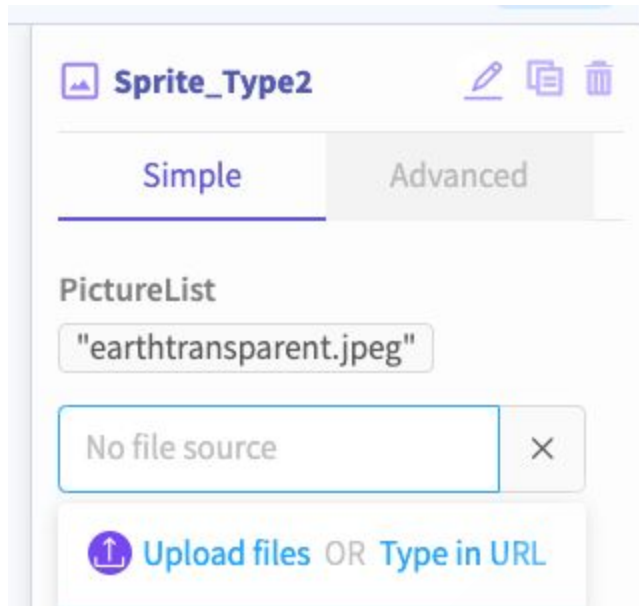 Sprite_Type2
Simple Advanced
PictureList
"earthtransparent.jpeg"
No file source
Upload files OR Type in URL